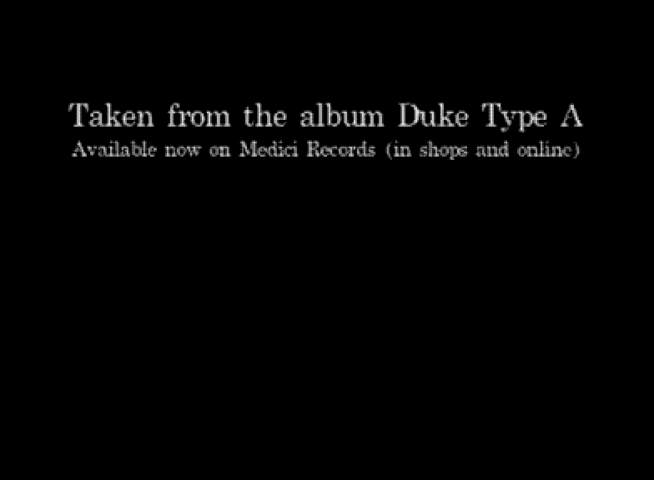 Taken from the album Duke Type A
Available now on Medici Records (in shops and online)